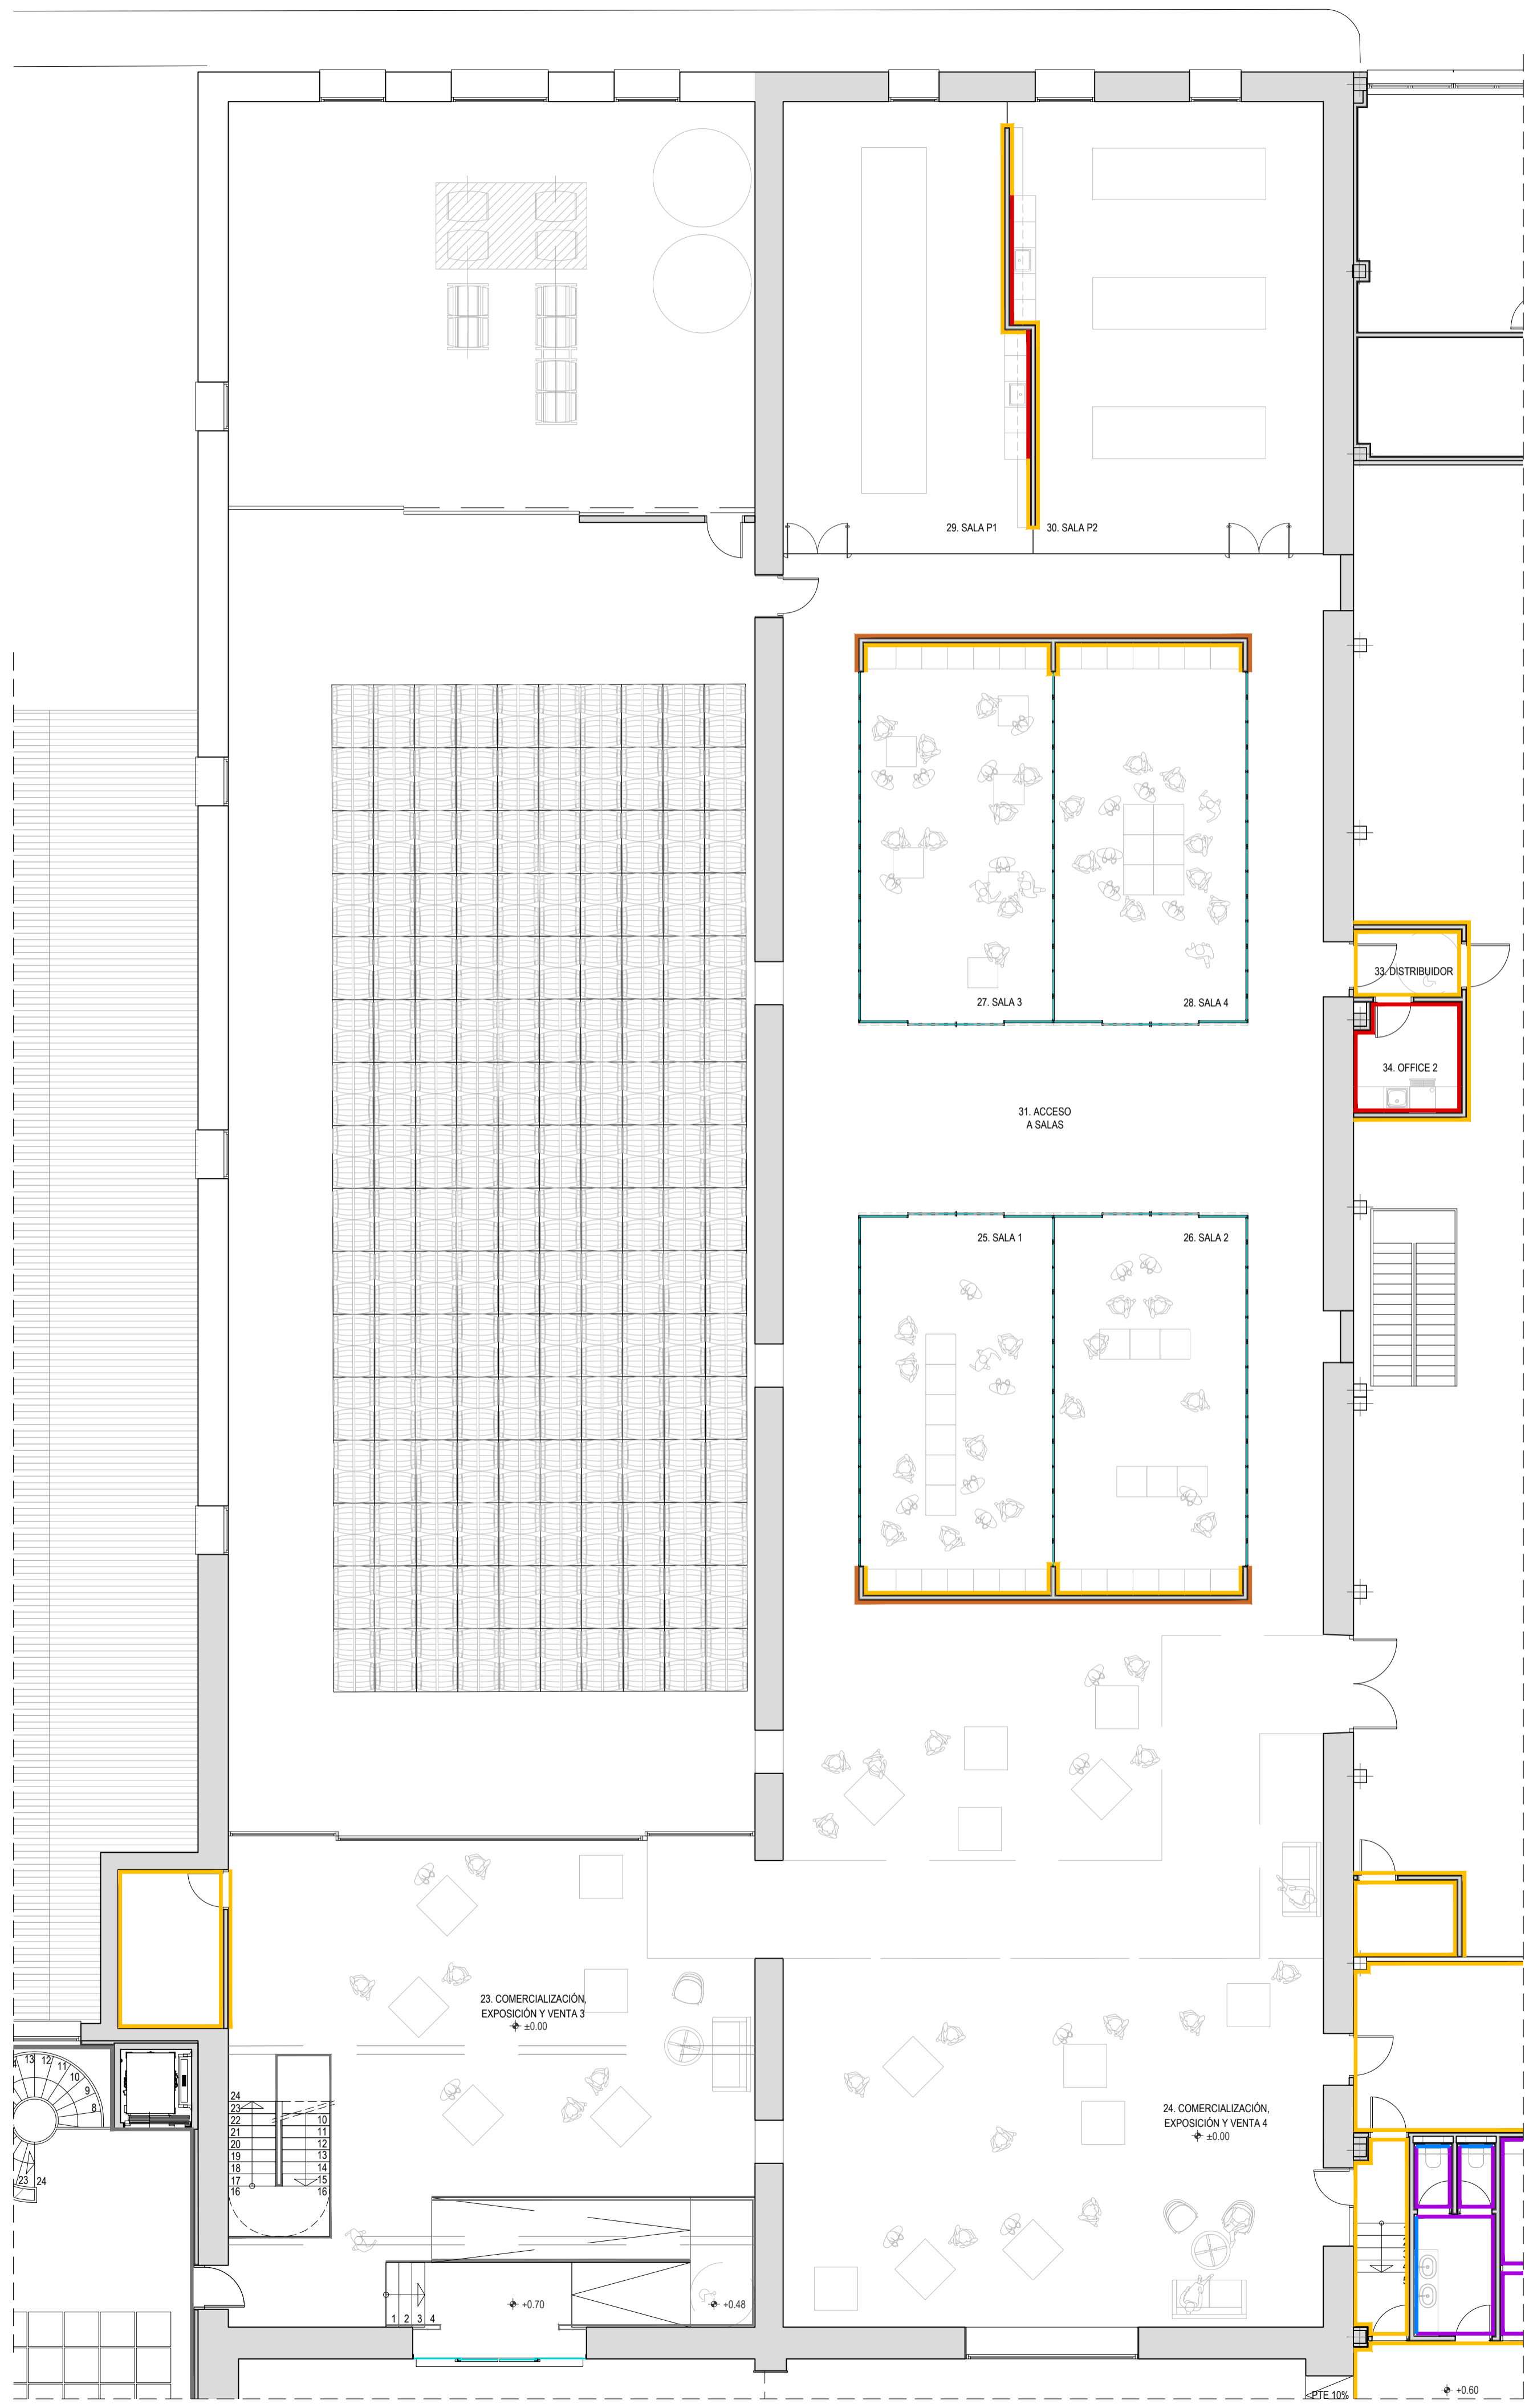 29. SALA P1
30. SALA P2
27. SALA 3
28. SALA 4
33. DISTRIBUIDOR
34. OFFICE 2
31. ACCESO
A SALAS
25. SALA 1
26. SALA 2
23. COMERCIALIZACIÓN,
EXPOSICIÓN Y VENTA 3
±0.00
13 12 11
10
9
8
23 24
24
23
22
21
20
19
18
17
16
10
11
12
13
14
15
16
24. COMERCIALIZACIÓN,
EXPOSICIÓN Y VENTA 4
±0.00
1 2 3 4
+0.70
+0.48
PTE 10%
+0.60